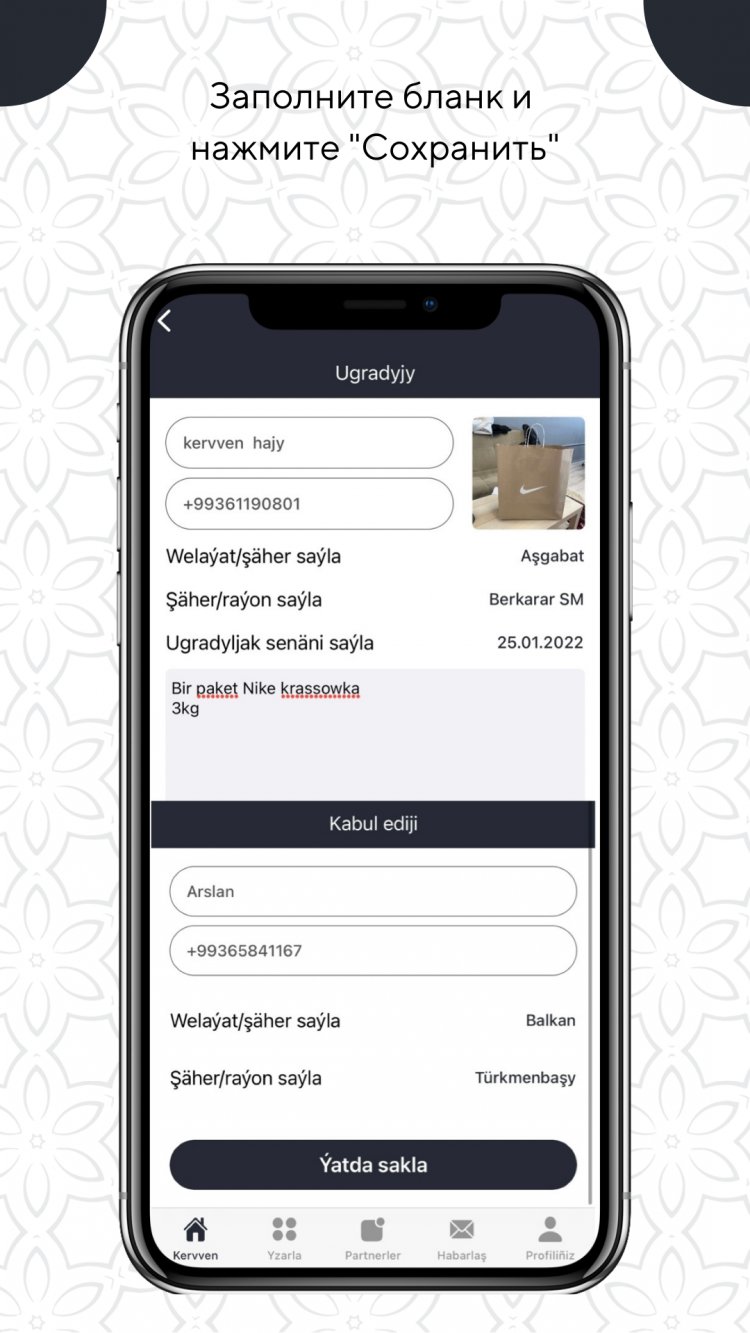 Заполните бланк и
нажмите "Сохранить"
Ugradyjy
kervven hajy
+99361190801
Welaýat/şäher saýla Aşgabat
Şäher/raýon saýla Berkarar SM
Ugradyljak senäni saýla 25.01.2022
Bir paket Nike krassowka
3kg
Kabul ediji
Arslan
+99365841167
Welaýat/şäher saýla Balkan
Şäher/raýon saýla Türkmenbaşy
Ýatda sakla
Kervven Yzarla Partnerler Habarlaş Profiliňiz